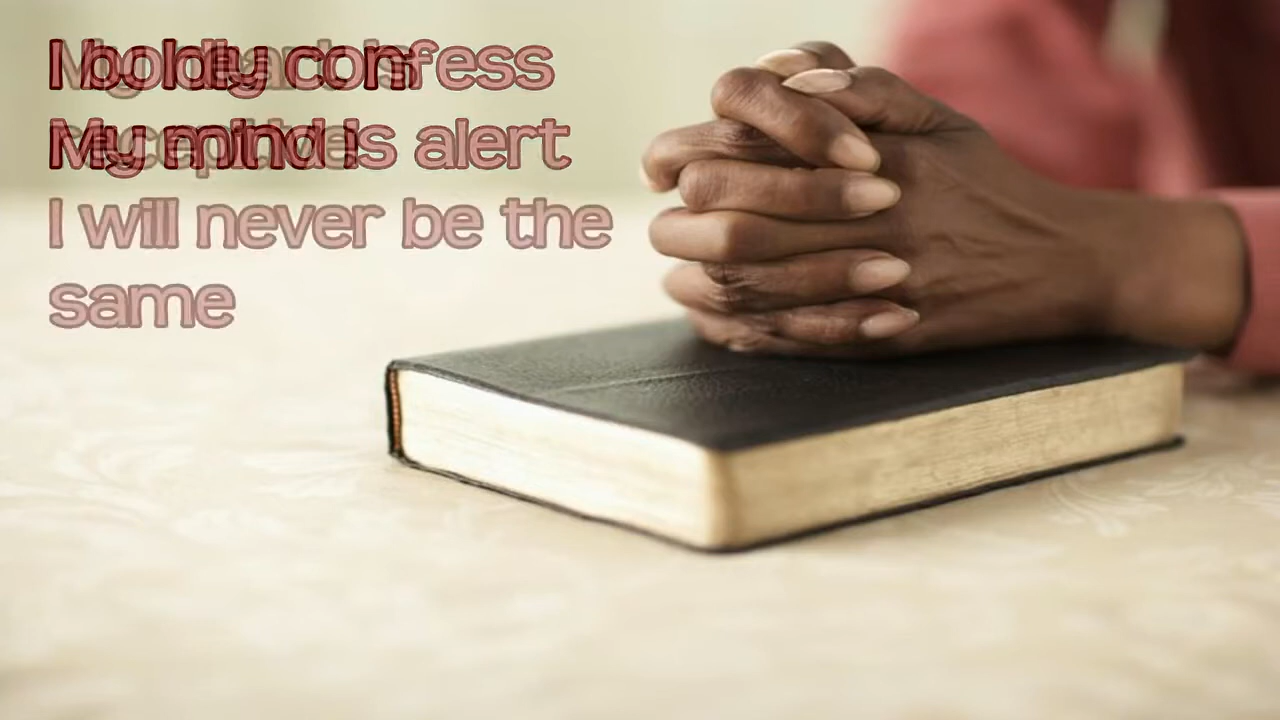 I boldly confess
My mind is alert
I will never be the
same